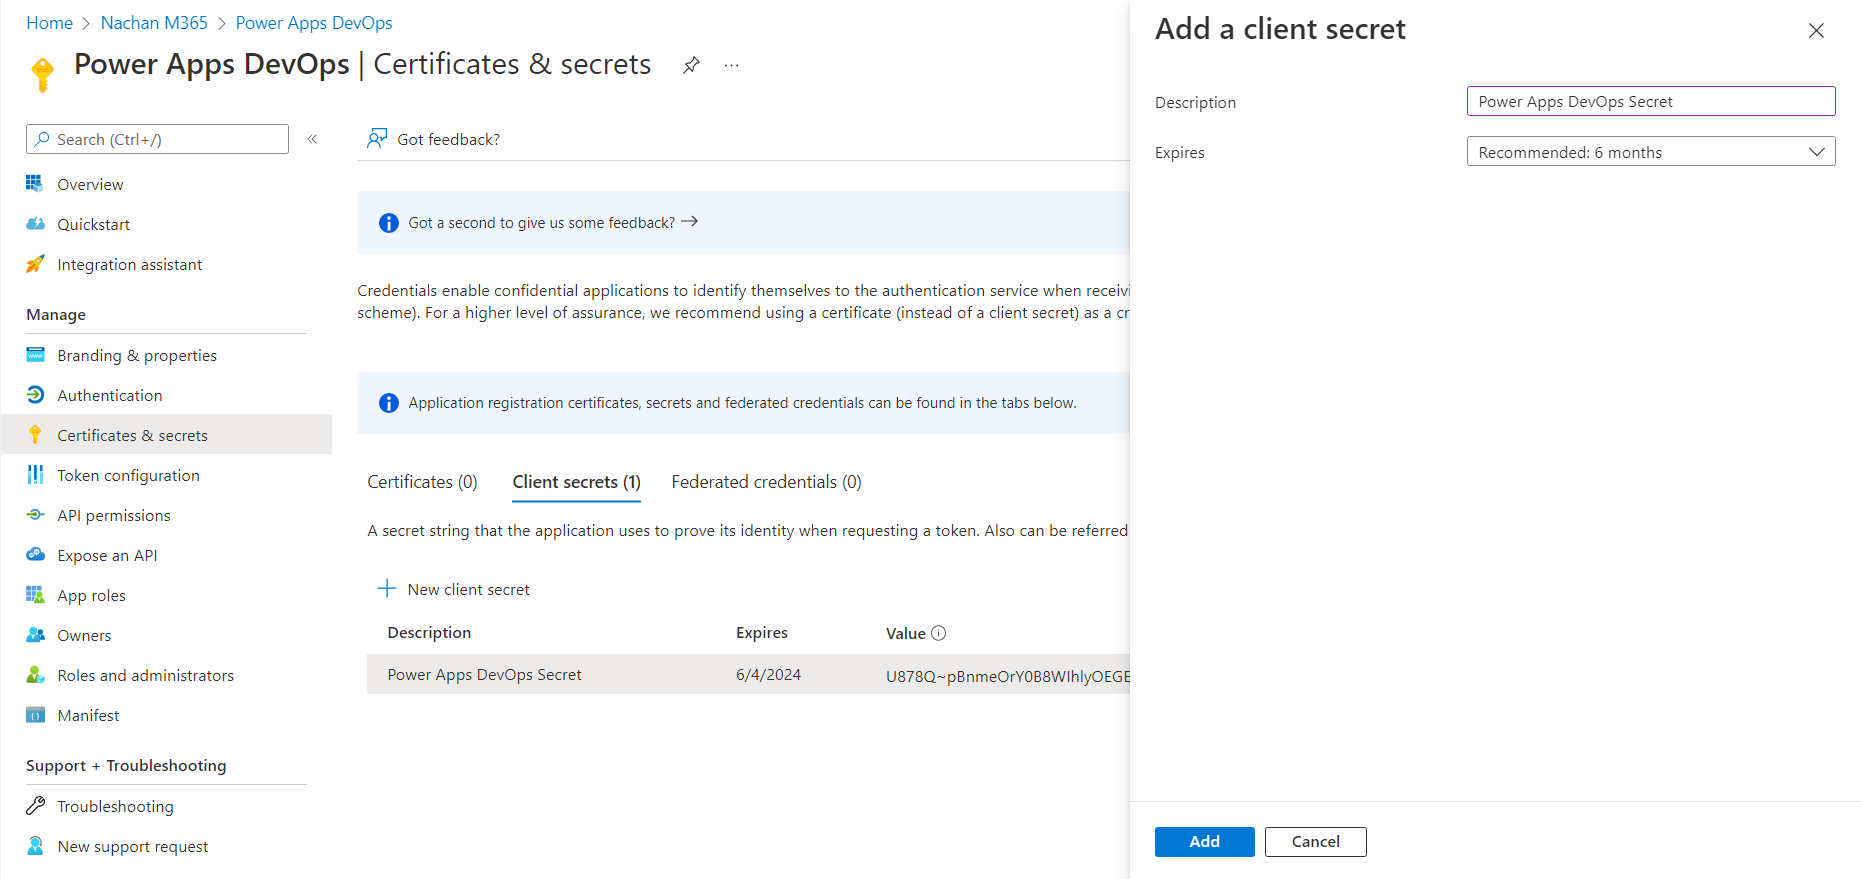 Home > Nachan M365 > Power Apps DevOps
Power Apps DevOps | Certificates & secrets
...
Search (Ctrl+/)
«
Overview
Quickstart
Integration assistant
Manage
Branding & properties
Authentication
Certificates & secrets
Token configuration
API permissions
Expose an API
App roles
Owners
Roles and administrators
Manifest
Support + Troubleshooting
Troubleshooting
New support request
Got feedback?
Got a second to give us some feedback? →
Credentials enable confidential applications to identify themselves to the authentication service when receivi
scheme). For a higher level of assurance, we recommend using a certificate (instead of a client secret) as a cr
Application registration certificates, secrets and federated credentials can be found in the tabs below.
Certificates (0) Client secrets (1) Federated credentials (0)
A secret string that the application uses to prove its identity when requesting a token. Also can be referred
+ New client secret
Description Expires Value
Power Apps DevOps Secret 6/4/2024 U878Q~pBnmeOrY0B8WIhlyOEGE
Add a client secret
Description Power Apps DevOps Secret
Expires Recommended: 6 months
Add Cancel